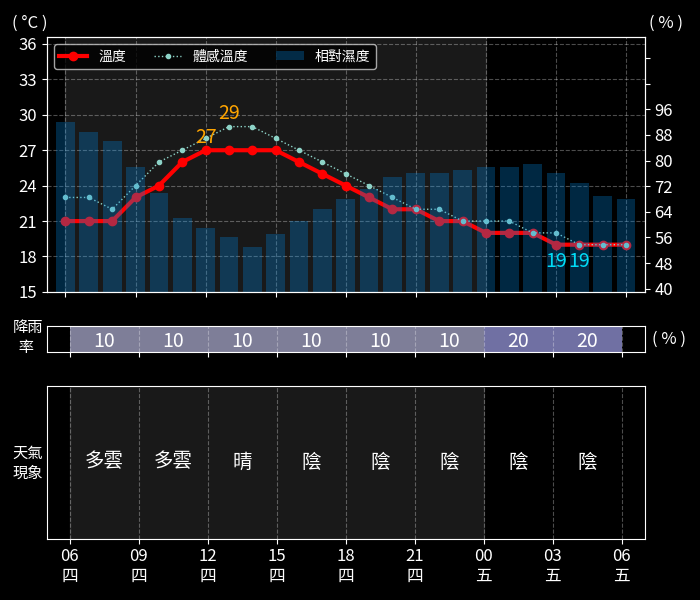 ( °C )
( % )
溫度 體感溫度 相對濕度
36
33
30
27
24
21
18
15
96
88
80
72
64
56
48
40
27
29
19
19
降雨
率
10 10 10 10 10 10 20 20
( % )
天氣
現象
多雲 多雲 晴 陰 陰 陰 陰 陰
06 09 12 15 18 21 00 03 06
四 四 四 四 四 四 五 五 五